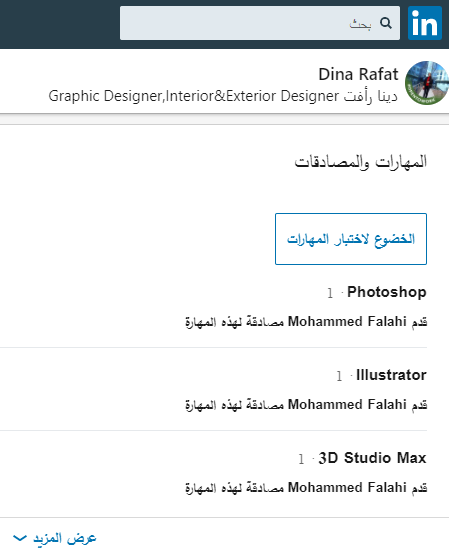 in
بحث
Dina Rafat
دينا رأفت Graphic Designer,Interior&Exterior Designer
المهارات والمصادقات
الخضوع لاختبار المهارات
Photoshop · 1
قدم Mohammed Falahi مصادقة لهذه المهارة
Illustrator · 1
قدم Mohammed Falahi مصادقة لهذه المهارة
3D Studio Max · 1
قدم Mohammed Falahi مصادقة لهذه المهارة
عرض المزيد